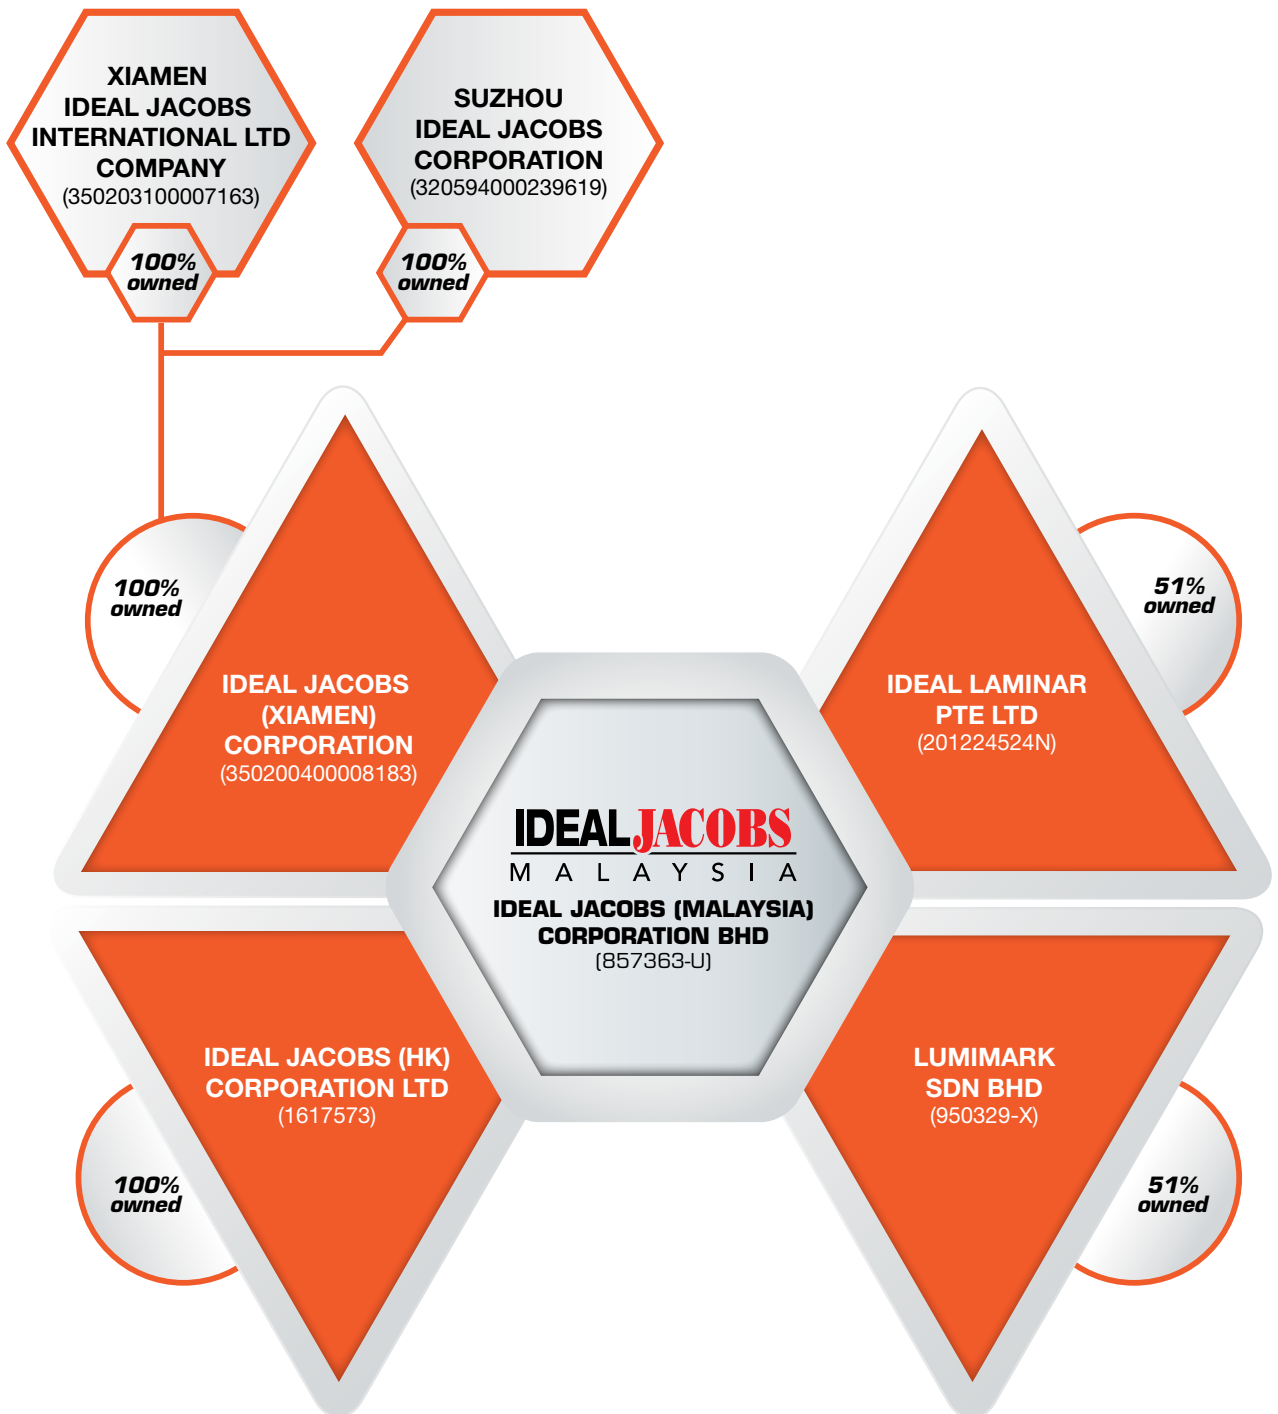 XIAMEN
IDEAL JACOBS
INTERNATIONAL LTD
COMPANY
(350203100007163)
100%
owned
SUZHOU
IDEAL JACOBS
CORPORATION
(320594000239619)
100%
owned
100%
owned
IDEAL JACOBS
(XIAMEN)
CORPORATION
(350200400008183)
51%
owned
IDEAL LAMINAR
PTE LTD
(201224524N)
IDEAL JACOBS
MALAYSIA
IDEAL JACOBS (MALAYSIA)
CORPORATION BHD
(857363-U)
IDEAL JACOBS (HK)
CORPORATION LTD
(1617573)
100%
owned
LUMIMARK
SDN BHD
(950329-X)
51%
owned